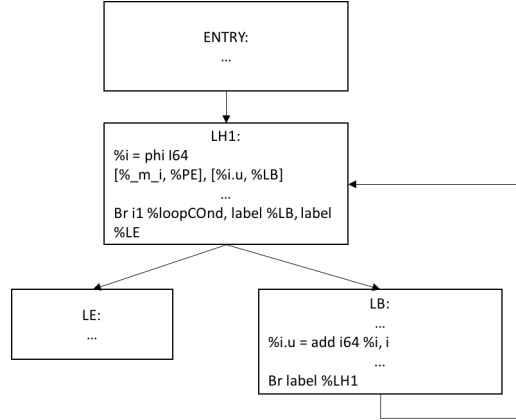 ENTRY:
...
LH1:
%i = phi I64
[%_m_i, %PE], [%i.u, %LB]
...
Br i1 %loopCOnd, label %LB, label
%LE
LE:
...
LB:
...
%i.u = add i64 %i, i
...
Br label %LH1